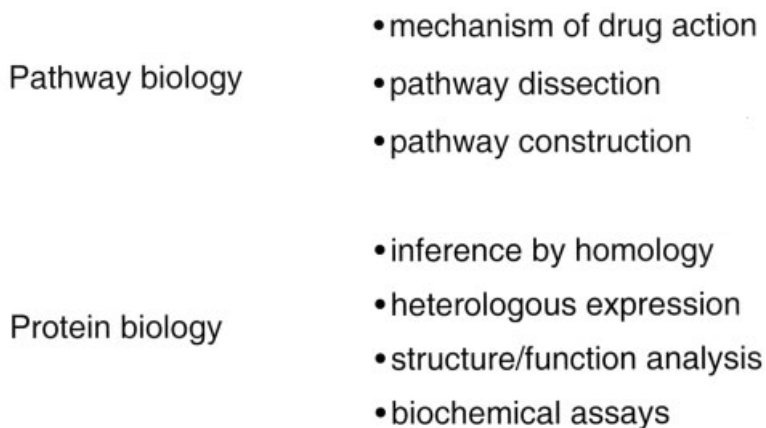 •mechanism of drug action
Pathway biology
•pathway dissection
•pathway construction
•inference by homology
•heterologous expression
Protein biology
•structure/function analysis
•biochemical assays